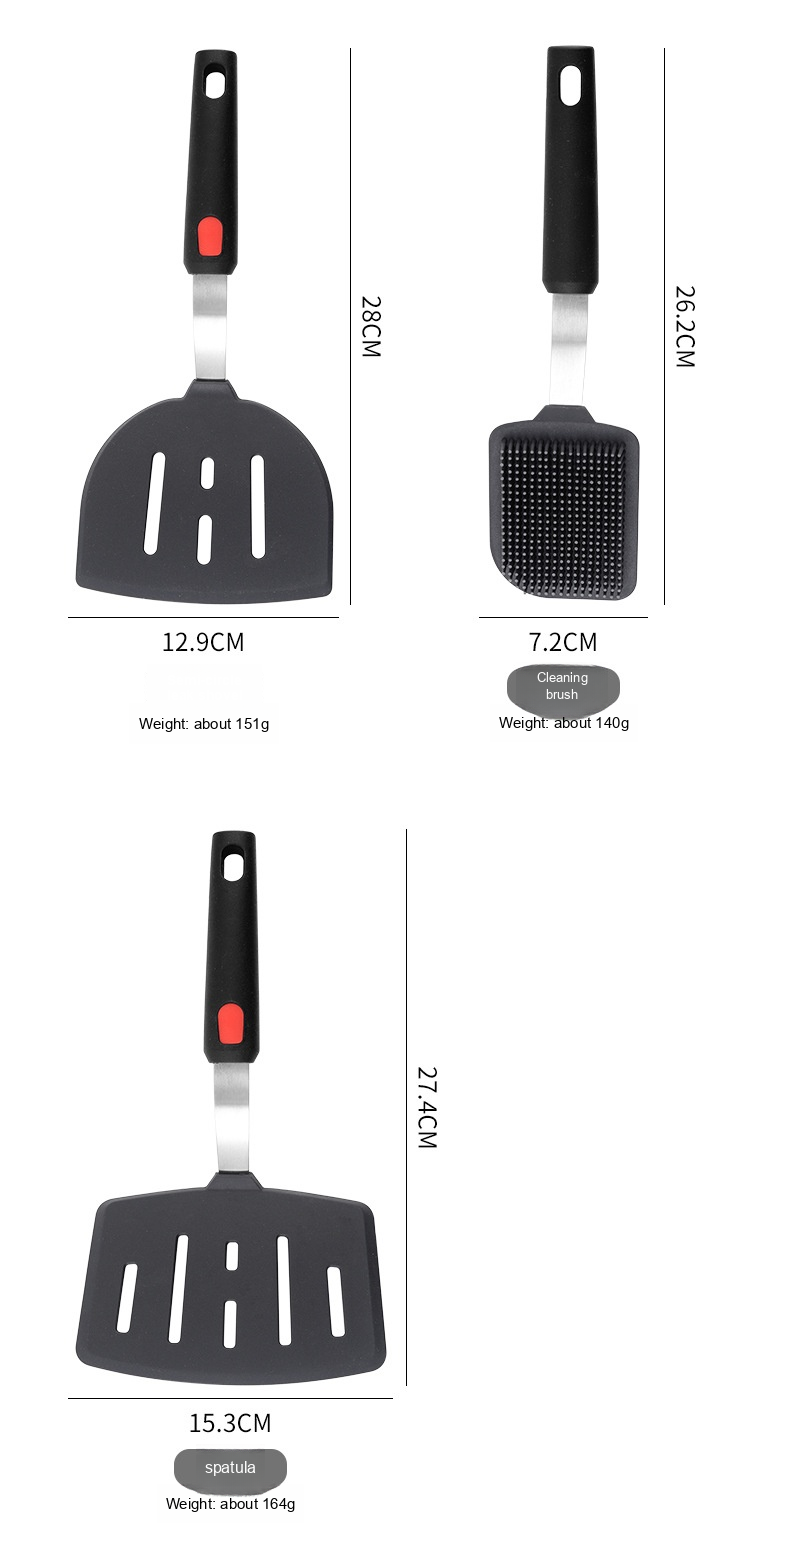 28CM
26.2CM
12.9CM
7.2CM
Cleaning
brush
Weight: about 151g
Weight: about 140g
27.4CM
15.3CM
spatula
Weight: about 164g